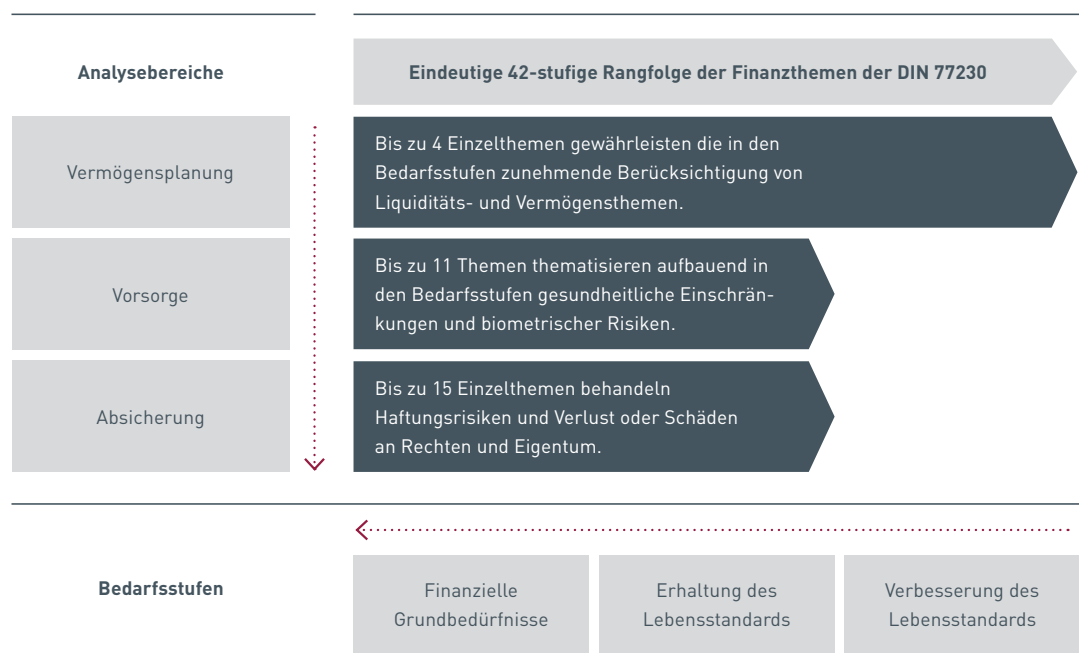 Analysebereiche
Eindeutige 42-stufige Rangfolge der Finanzthemen der DIN 77230
Vermögensplanung
Bis zu 4 Einzelthemen gewährleisten die in den
Bedarfsstufen zunehmende Berücksichtigung von
Liquiditäts- und Vermögensthemen.
Vorsorge
Bis zu 11 Themen thematisieren aufbauend in
den Bedarfsstufen gesundheitliche Einschrän-
kungen und biometrischer Risiken.
Absicherung
Bis zu 15 Einzelthemen behandeln
Haftungsrisiken und Verlust oder Schäden
an Rechten und Eigentum.
Bedarfsstufen
Finanzielle
Grundbedürfnisse
Erhaltung des
Lebensstandards
Verbesserung des
Lebensstandards